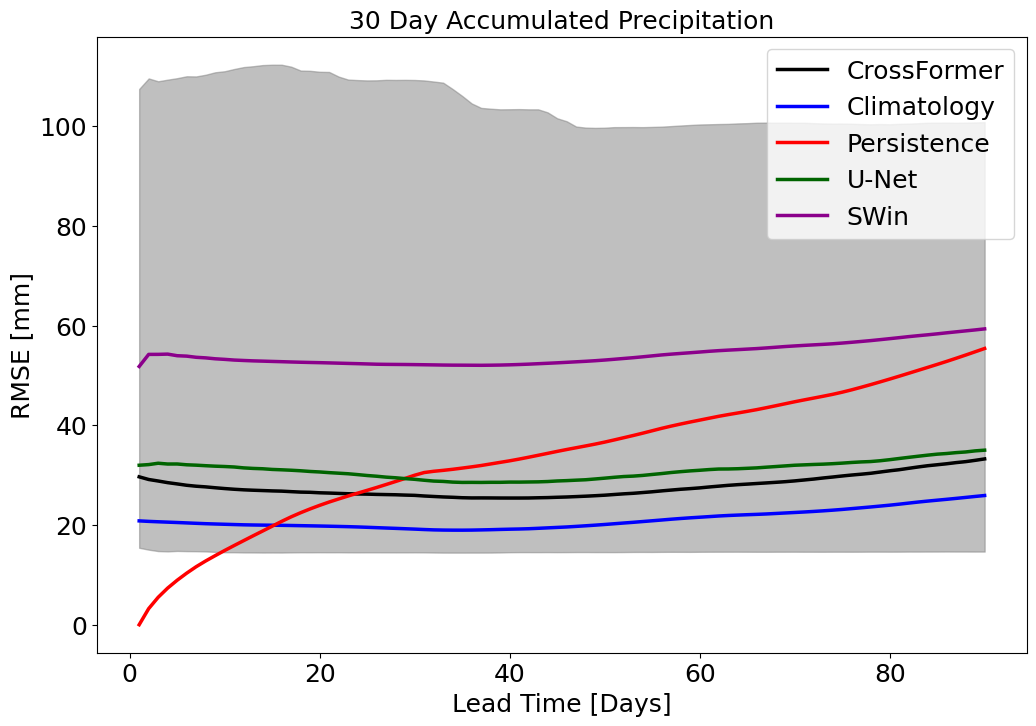 30 Day Accumulated Precipitation
CrossFormer
Climatology
Persistence
U-Net
SWin
100
80
60
40
20
0
RMSE [mm]
0 20 40 60 80
Lead Time [Days]